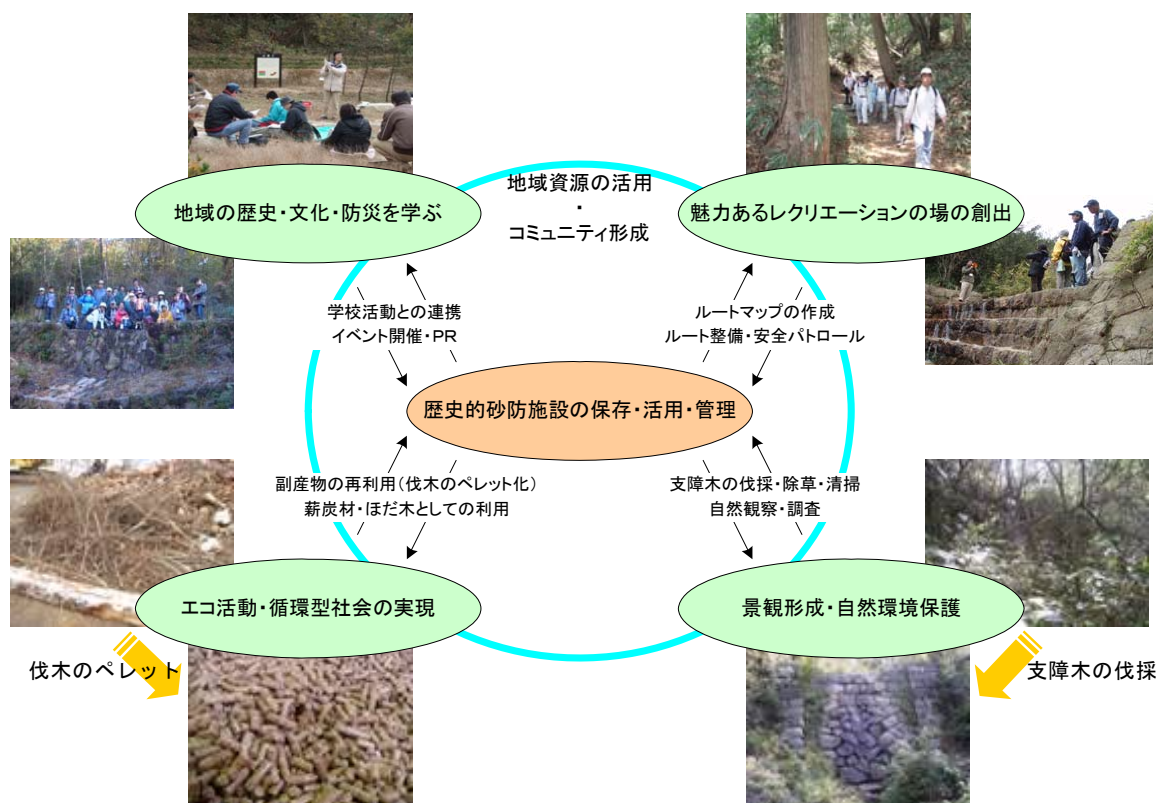 地域資源の活用
・
コミュニティ形成
地域の歴史・文化・防災を学ぶ
魅力あるレクリエーションの場の創出
学校活動との連携
イベント開催・PR
ルートマップの作成
ルート整備・安全パトロール
歴史的砂防施設の保存・活用・管理
副産物の再利用(伐木のペレット化)
薪炭材・ほだ木としての利用
支障木の伐採・除草・清掃
自然観察・調査
エコ活動・循環型社会の実現
景観形成・自然環境保護
伐木のペレット
支障木の伐採